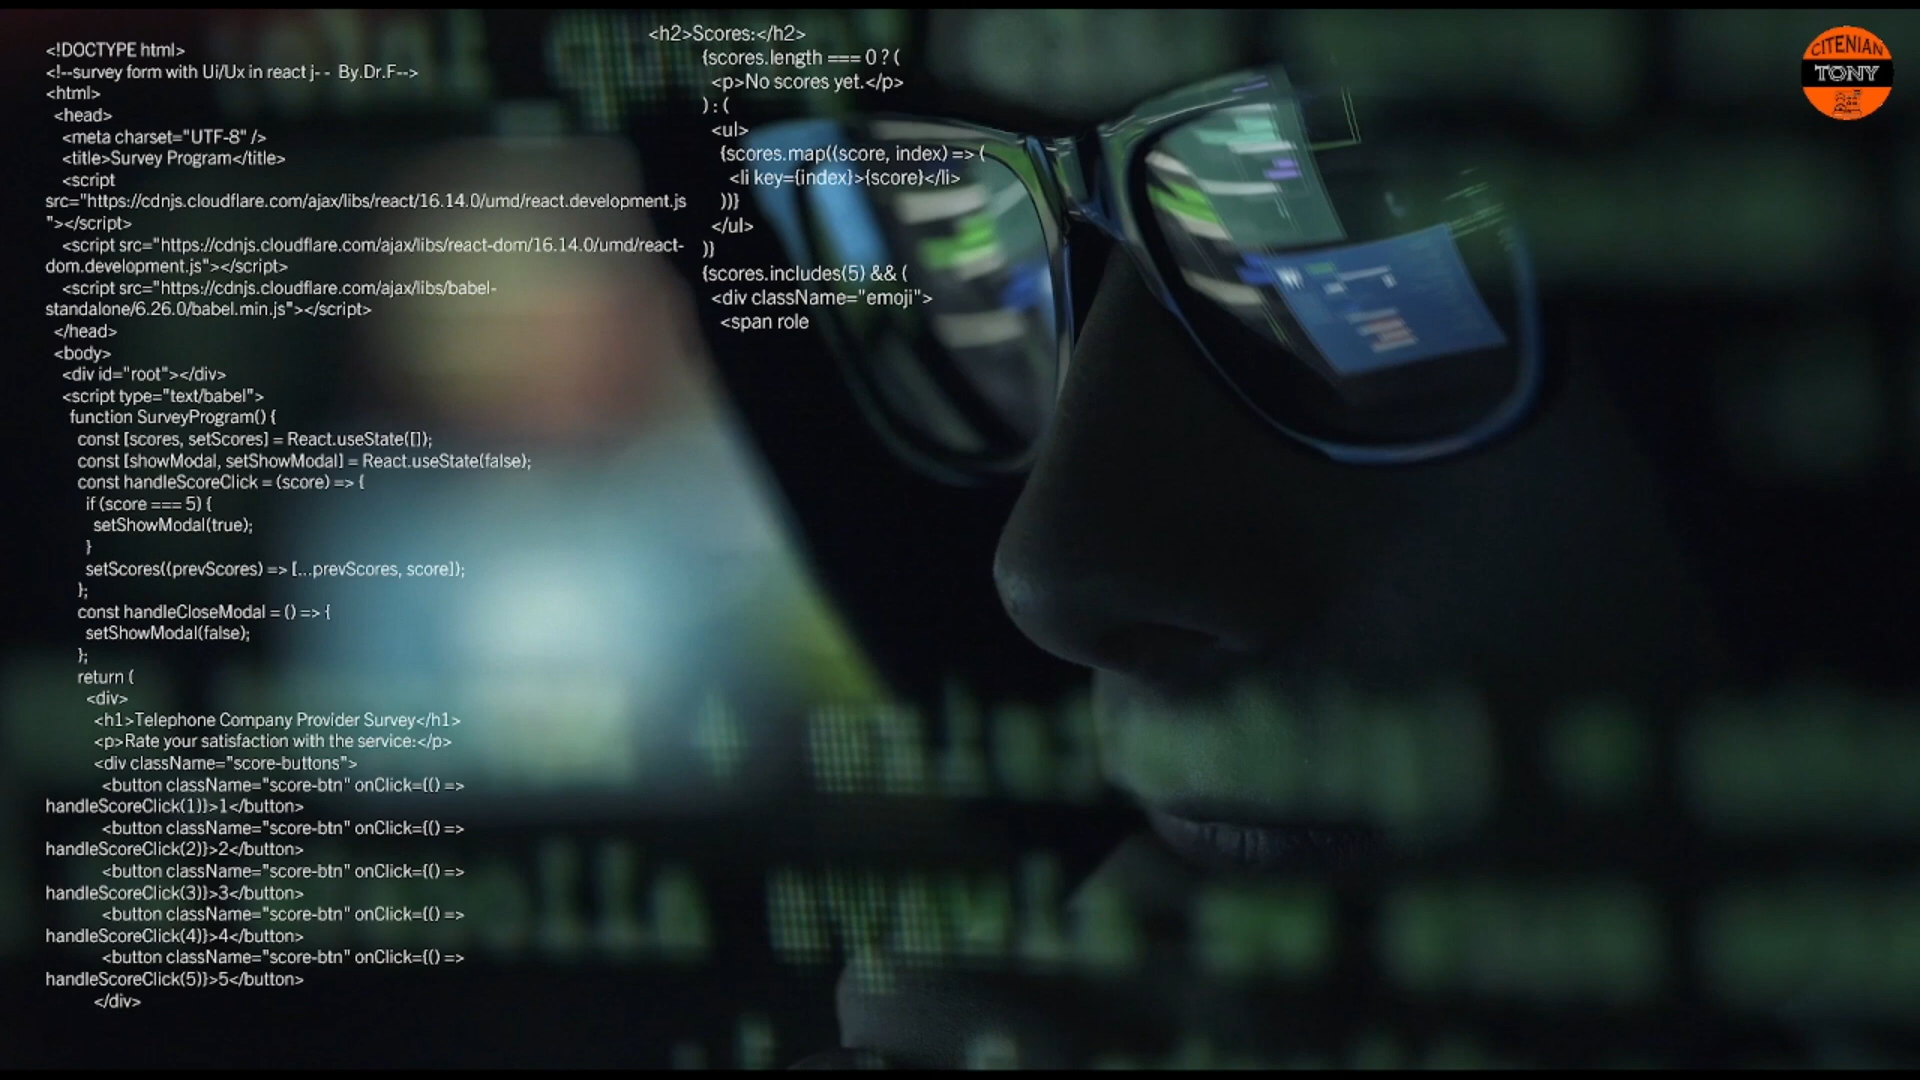 <!DOCTYPE html>
<!--survey form with Ui/Ux in react j- -  By.Dr.F-->
<html>
<head>
<meta charset="UTF-8" />
<title>Survey Program</title>
<script
src="https://cdnjs.cloudflare.com/ajax/libs/react/16.14.0/umd/react.development.js
"></script>
<script src="https://cdnjs.cloudflare.com/ajax/libs/react-dom/16.14.0/umd/react-
dom.development.js"></script>
<script src="https://cdnjs.cloudflare.com/ajax/libs/babel-
standalone/6.26.0/babel.min.js"></script>
</head>
<body>
<div id="root"></div>
<script type="text/babel">
function SurveyProgram() {
const [scores, setScores] = React.useState([]);
const [showModal, setShowModal] = React.useState(false);
const handleScoreClick = (score) => {
if (score === 5) {
setShowModal(true);
}
setScores((prevScores) => [...prevScores, score]);
};
const handleCloseModal = () => {
setShowModal(false);
};
return (
<div>
<h1>Telephone Company Provider Survey</h1>
<p>Rate your satisfaction with the service:</p>
<div className="score-buttons">
<button className="score-btn" onClick={() =>
handleScoreClick(1)}>1</button>
<button className="score-btn" onClick={() =>
handleScoreClick(2)}>2</button>
<button className="score-btn" onClick={() =>
handleScoreClick(3)}>3</button>
<button className="score-btn" onClick={() =>
handleScoreClick(4)}>4</button>
<button className="score-btn" onClick={() =>
handleScoreClick(5)}>5</button>
</div>
<h2>Scores:</h2>
{scores.length === 0 ? (
<p>No scores yet.</p>
) : (
<ul>
{scores.map((score, index) => (
<li key={index}>{score}</li>
))}
</ul>
)}
{scores.includes(5) && (
<div className="emoji">
<span role
CITENIAN
TONY